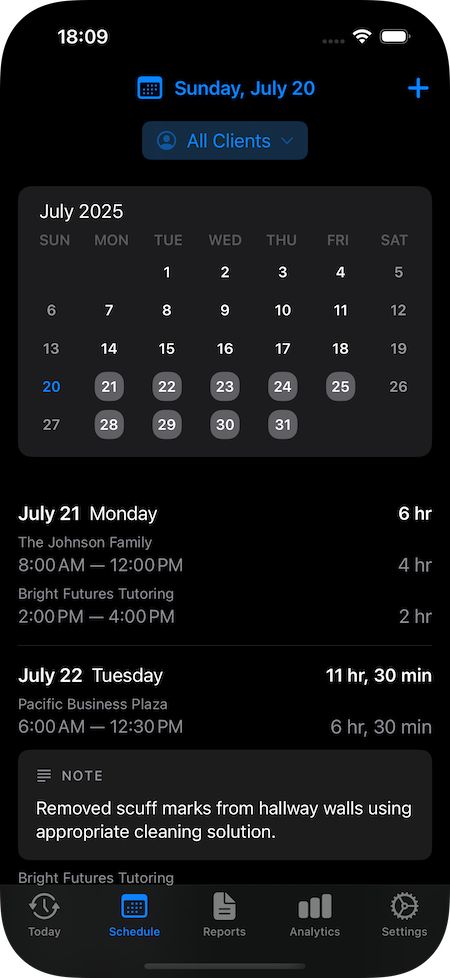 18:09
Sunday, July 20
All Clients
July 2025
SUN MON TUE WED THU FRI SAT
1 2 3 4 5
6 7 8 9 10 11 12
13 14 15 16 17 18 19
20 21 22 23 24 25 26
27 28 29 30 31
July 21 Monday 6 hr
The Johnson Family
8:00 AM — 12:00 PM 4 hr
Bright Futures Tutoring
2:00 PM — 4:00 PM 2 hr
July 22 Tuesday 11 hr, 30 min
Pacific Business Plaza
6:00 AM — 12:30 PM 6 hr, 30 min
NOTE
Removed scuff marks from hallway walls using
appropriate cleaning solution.
Bright Futures Tutoring
Today Schedule Reports Analytics Settings